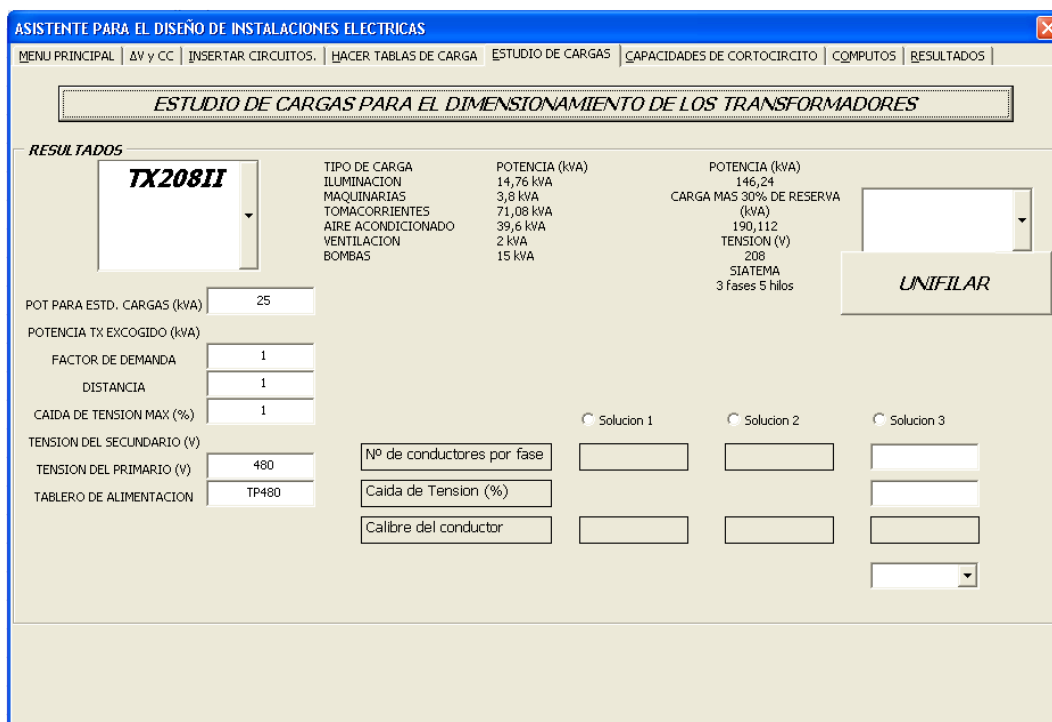 ASISTENTE PARA EL DISEÑO DE INSTALACIONES ELECTRICAS
MENU PRINCIPAL
ΔV y CC
INSERTAR CIRCUITOS.
HACER TABLAS DE CARGA
ESTUDIO DE CARGAS
CAPACIDADES DE CORTOCIRCITO
COMPUTOS
RESULTADOS
ESTUDIO DE CARGAS PARA EL DIMENSIONAMIENTO DE LOS TRANSFORMADORES
RESULTADOS
TX208II
TIPO DE CARGA POTENCIA (kVA)
ILUMINACION 14,76 kVA
MAQUINARIAS 3,8 kVA
TOMACORRIENTES 71,08 kVA
AIRE ACONDICIONADO 39,6 kVA
VENTILACION 2 kVA
BOMBAS 15 kVA
POTENCIA (kVA)
146,24
CARGA MAS 30% DE RESERVA
(kVA)
190,112
TENSION (V)
208
SIATEMA
3 fases 5 hilos
UNIFILAR
POT PARA ESTD. CARGAS (kVA) 25
POTENCIA TX EXCOGIDO (kVA)
FACTOR DE DEMANDA 1
DISTANCIA 1
CAIDA DE TENSION MAX (%) 1
TENSION DEL SECUNDARIO (V)
TENSION DEL PRIMARIO (V) 480
TABLERO DE ALIMENTACION TP480
Solucion 1
Solucion 2
Solucion 3
Nº de conductores por fase
Caida de Tension (%)
Calibre del conductor